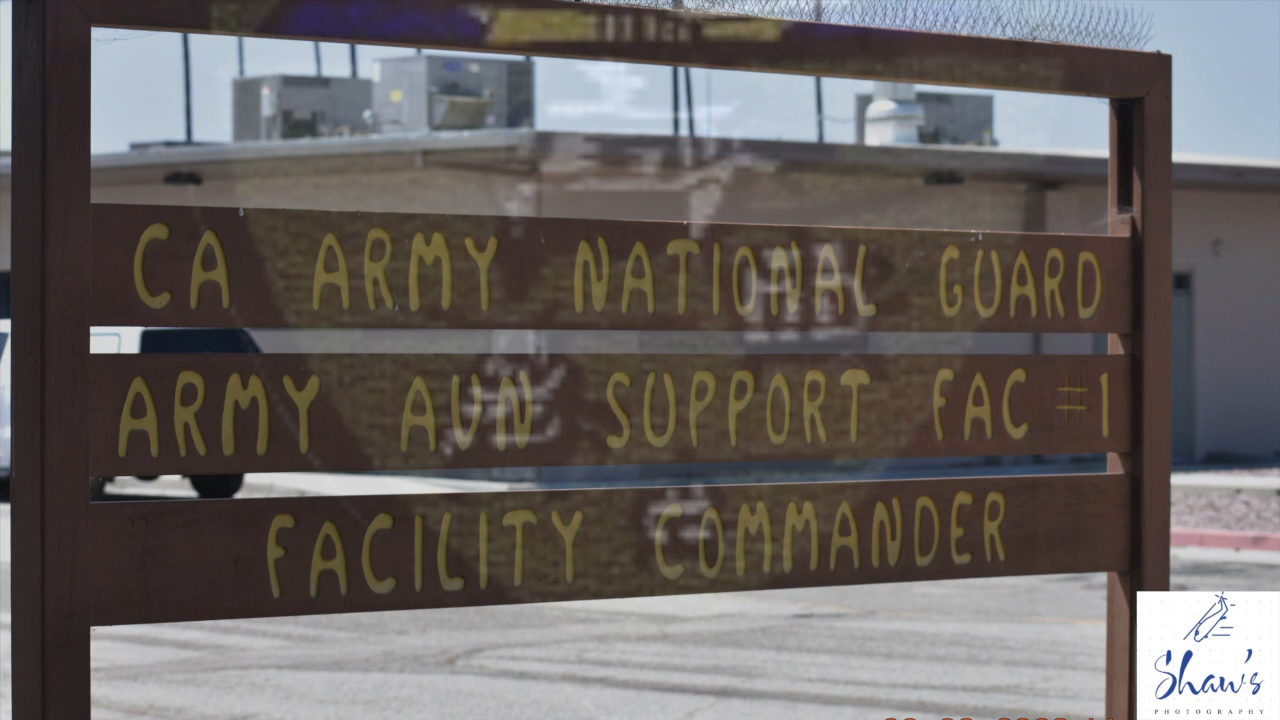 CA ARMY NATIONAL GUARD
ARMY AVN SUPPORT FAC #1
FACILITY COMMANDER
Shaw's
PHOTOGRAPHY